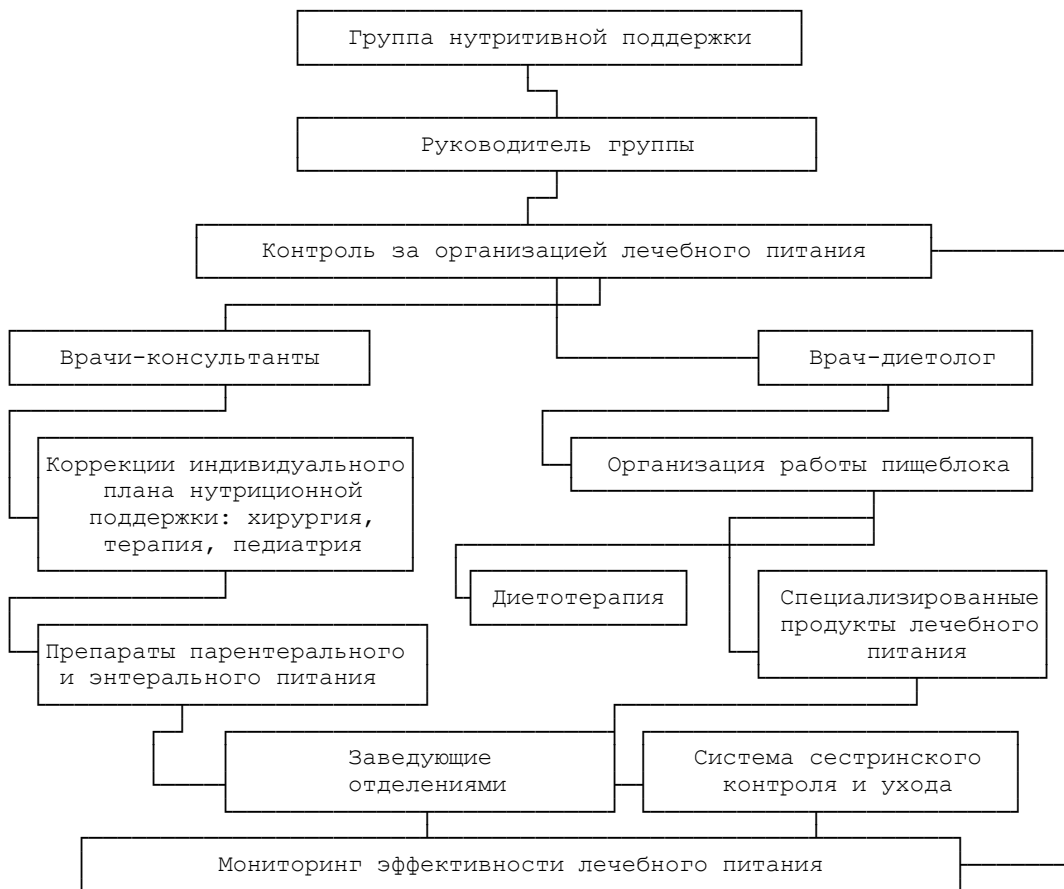 Группа нутритивной поддержки
Руководитель группы
Контроль за организацией лечебного питания
Врачи-консультанты
Врач-диетолог
Коррекции индивидуального
плана нутриционной
поддержки: хирургия,
терапия, педиатрия
Организация работы пищеблока
Диетотерапия
Специализированные
продукты лечебного
питания
Препараты парентерального
и энтерального питания
Заведующие
отделениями
Система сестринского
контроля и ухода
Мониторинг эффективности лечебного питания